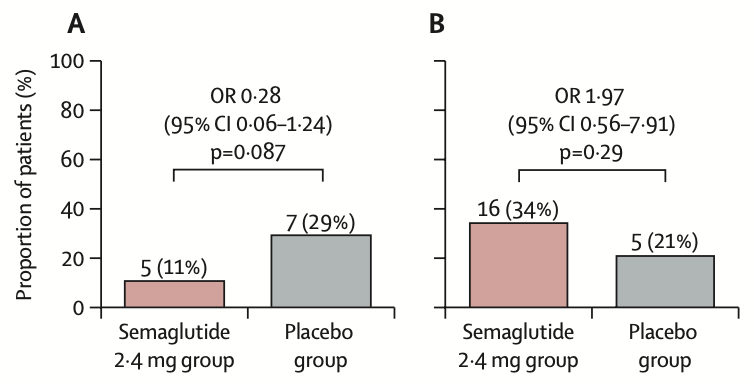 A
Proportion of patients (%)
100
80
60
40
20
0
OR 0·28
(95% CI 0·06–1·24)
p=0·087
5 (11%)
7 (29%)
Semaglutide
2·4 mg group
Placebo
group
B
OR 1·97
(95% CI 0·56–7·91)
p=0·29
16 (34%)
5 (21%)
Semaglutide
2·4 mg group
Placebo
group